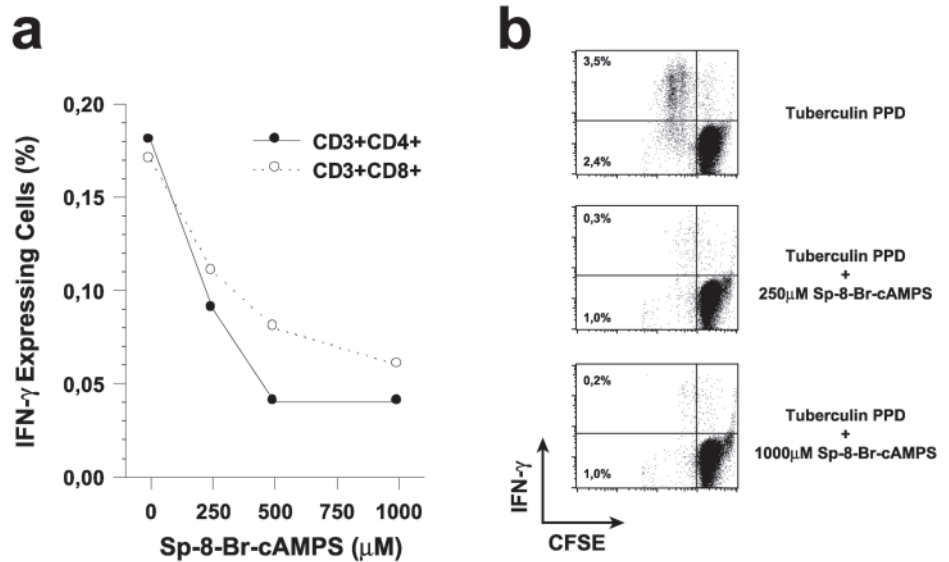 a
0,20
0,15
0,10
0,05
0,00
IFN-γ Expressing Cells (%)
CD3+CD4+
CD3+CD8+
0 250 500 750 1000
Sp-8-Br-cAMPS (μM)
b
3,5%
2,4%
Tuberculin PPD
0,3%
1,0%
Tuberculin PPD
+
250μM Sp-8-Br-cAMPS
0,2%
1,0%
Tuberculin PPD
+
1000μM Sp-8-Br-cAMPS
IFN-γ
CFSE